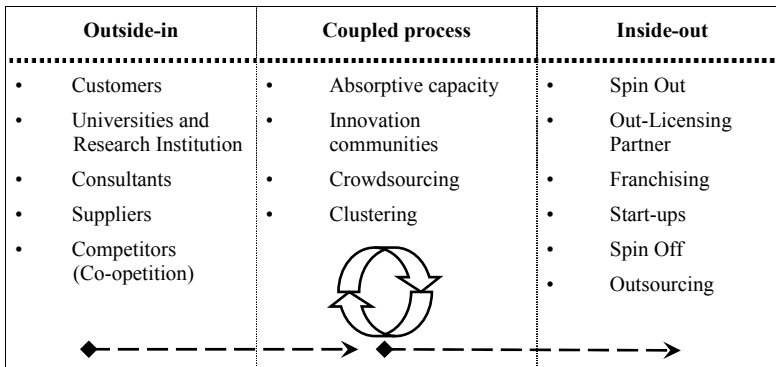 Outside-in
• Customers
• Universities and
Research Institution
• Consultants
• Suppliers
• Competitors
(Co-opetition)
Coupled process
• Absorptive capacity
• Innovation
communities
• Crowdsourcing
• Clustering
Inside-out
• Spin Out
• Out-Licensing
Partner
• Franchising
• Start-ups
• Spin Off
• Outsourcing